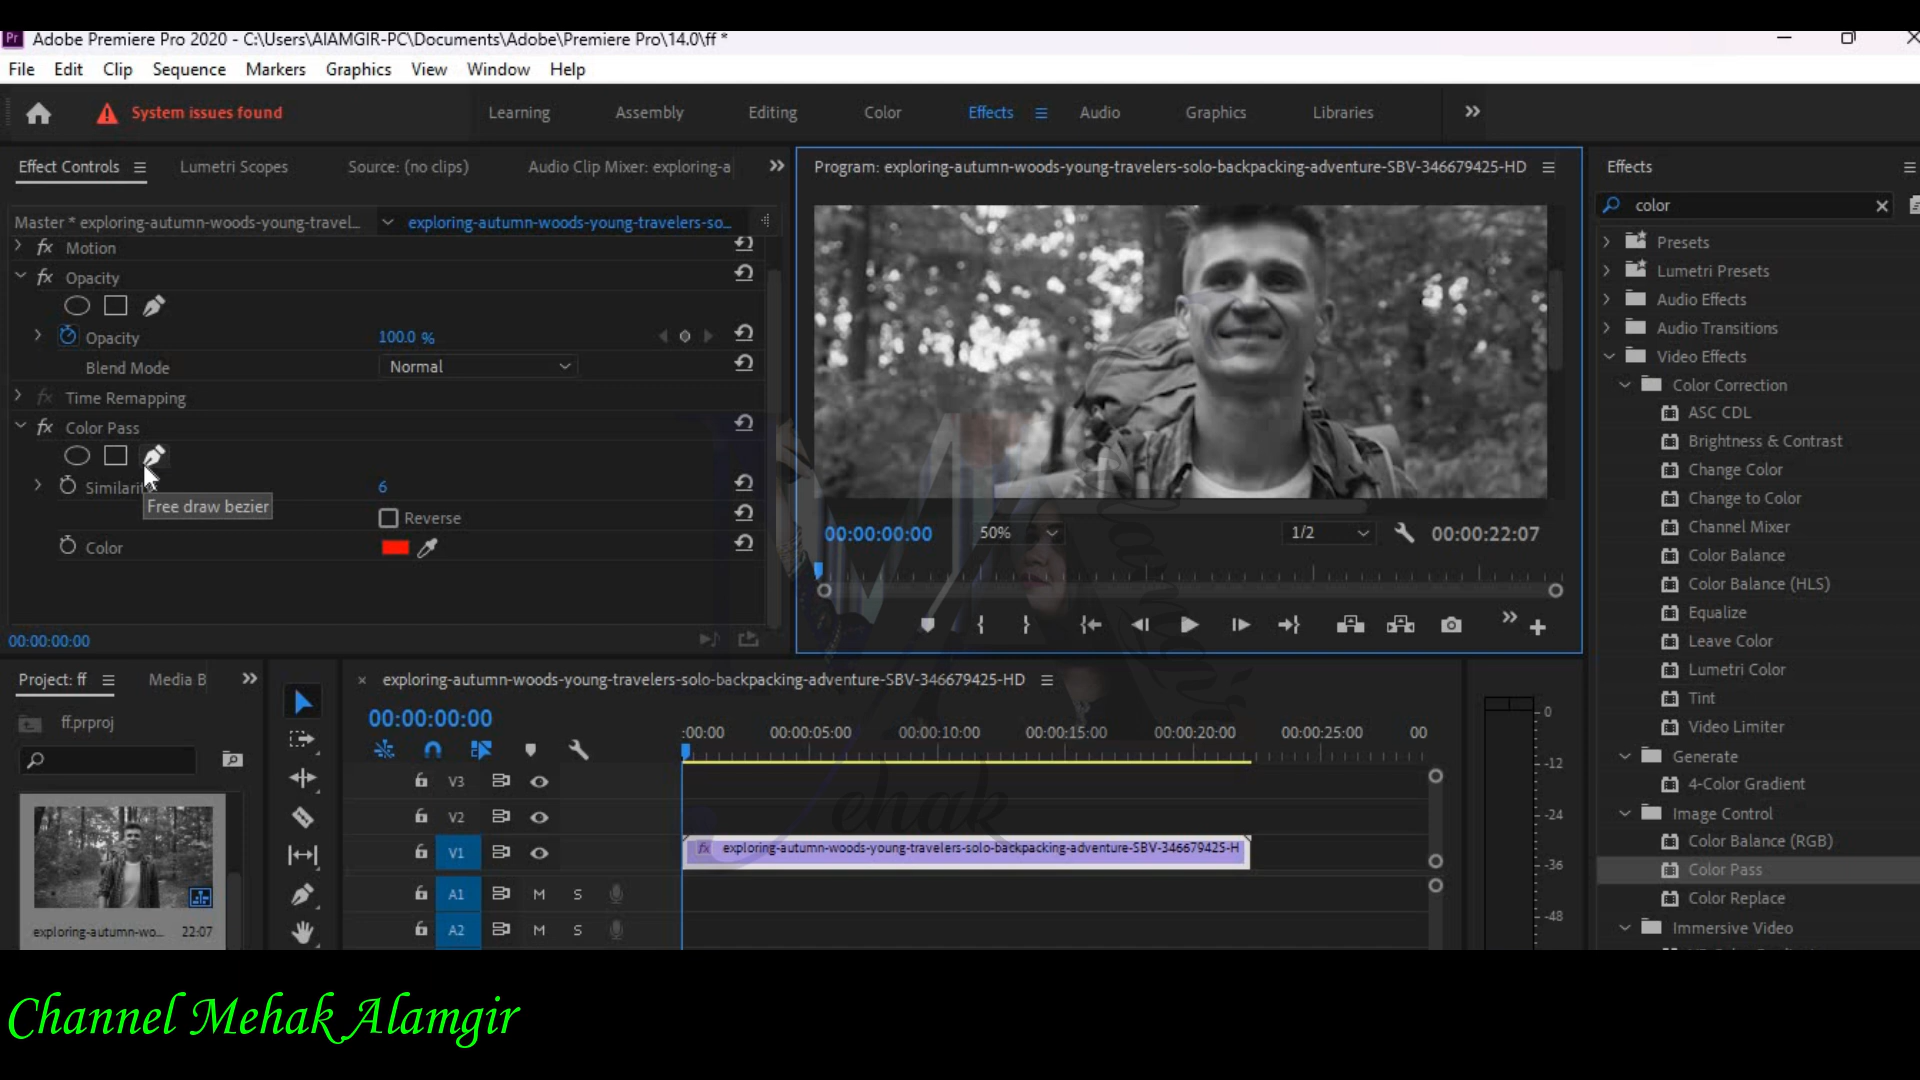 Pr Adobe Premiere Pro 2020 - C:\Users\AIAMGIR-PC\Documents\Adobe\Premiere Pro\14.0\ff *
File Edit Clip Sequence Markers Graphics View Window Help
System issues found Learning Assembly Editing Color Effects Audio Graphics Libraries
Effect Controls Lumetri Scopes Source: (no clips) Audio Clip Mixer: exploring-a
Master * exploring-autumn-woods-young-travel... exploring-autumn-woods-young-travelers-so...
fx Motion
fx Opacity
Opacity 100.0 %
Blend Mode Normal
fx Time Remapping
fx Color Pass
Similarit 6
Free draw bezier
Reverse
Color
00:00:00:00
Program: exploring-autumn-woods-young-travelers-solo-backpacking-adventure-SBV-346679425-HD
00:00:00:00 50% 1/2 00:00:22:07
Effects
color
Presets
Lumetri Presets
Audio Effects
Audio Transitions
Video Effects
Color Correction
ASC CDL
Brightness & Contrast
Change Color
Change to Color
Channel Mixer
Color Balance
Color Balance (HLS)
Equalize
Leave Color
Lumetri Color
Tint
Video Limiter
Generate
4-Color Gradient
Image Control
Color Balance (RGB)
Color Pass
Color Replace
Immersive Video
Project: ff Media B
ff.prproj
exploring-autumn-wo... 22:07
exploring-autumn-woods-young-travelers-solo-backpacking-adventure-SBV-346679425-HD
00:00:00:00
:00:00 00:00:05:00 00:00:10:00 00:00:15:00 00:00:20:00 00:00:25:00 00
V3
V2
V1 fx exploring-autumn-woods-young-travelers-solo-backpacking-adventure-SBV-346679425-H
A1 M S
A2 M S
0
-12
-24
-36
-48
Alamgir
Mehak
Channel Mehak Alamgir